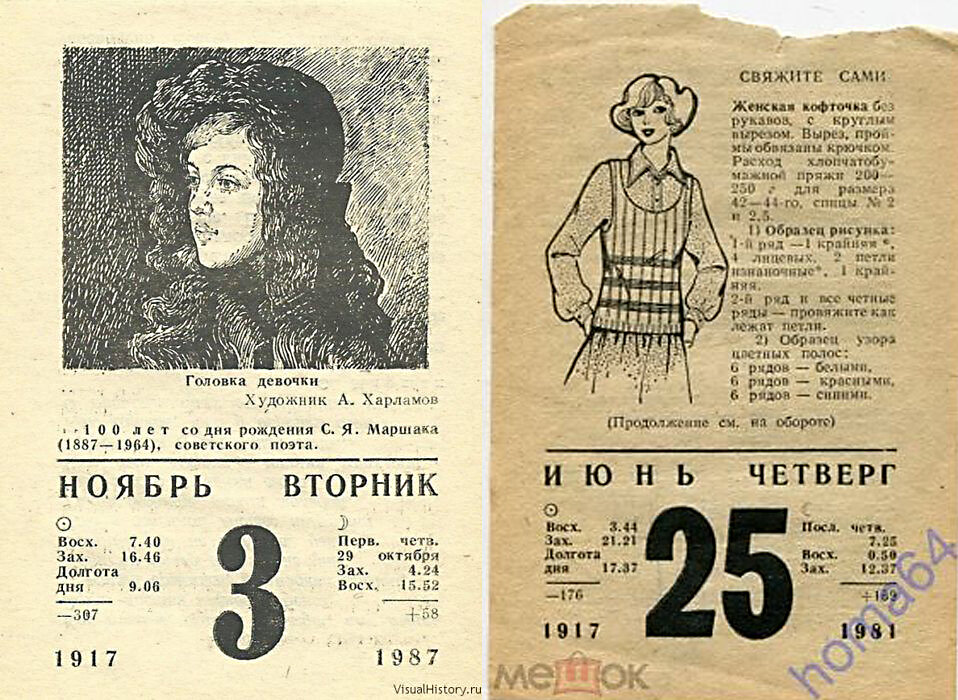 Головка девочки
Художник А. Харламов
100 лет со дня рождения С. Я. Маршака
(1887—1964), советского поэта.
НОЯБРЬ ВТОРНИК
Восх. 7.40
Зах. 16.46
Долгота
дня 9.06
—307
3
Перв. четв.
29 октября
Зах. 4.24
Восх. 15.52
+58
1917 1987
VisualHistory.ru
СВЯЖИТЕ САМИ
Женская кофточка без
рукавов, с круглым
вырезом. Вырез, прой-
мы обвязаны крючком.
Расход хлопчатобу-
мажной пряжи 200—
250 г для размера
42—44-го, спицы № 2
и 2,5.
1) Образец рисунка:
1-й ряд — 1 крайняя *,
4 лицевых, 2 петли
изнаночные*, 1 край-
няя.
2-й ряд и все четные
ряды — провяжите как
лежат петли.
2) Образец узора
цветных полос:
6 рядов — белыми,
6 рядов — красными,
6 рядов — синими.
(Продолжение см. на обороте)
ИЮНЬ ЧЕТВЕРГ
Восх. 3.44
Зах. 21.21
Долгота
дня 17.37
—176
25
Посл. четв.
7.25
Восх. 0.50
Зах. 12.37
+189
1917 1981
мешок
homa64